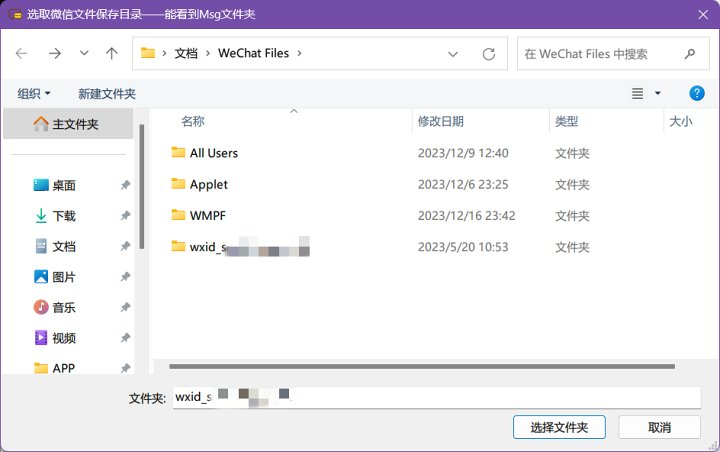 选取微信文件保存目录——能看到Msg文件夹
文档 WeChat Files 在 WeChat Files 中搜索
组织 新建文件夹
名称 修改日期 类型 大小
主文件夹
All Users 2023/12/9 12:40 文件夹
Applet 2023/12/6 23:25 文件夹
WMPF 2023/12/16 23:42 文件夹
wxid_s 2023/5/20 10:53 文件夹
桌面
下载
文档
图片
音乐
视频
APP
文件夹: wxid_s
选择文件夹 取消